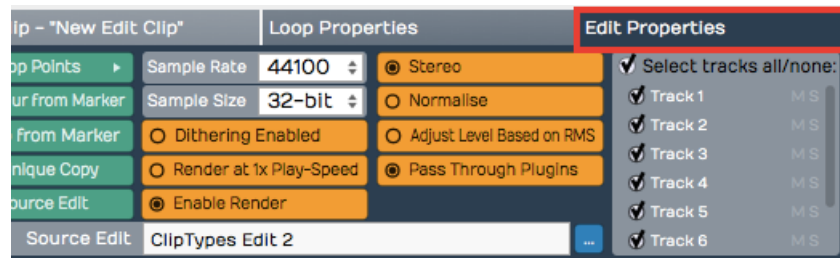 ip - "New Edit Clip" Loop Properties Edit Properties
op Points Sample Rate 44100 Stereo Select tracks all/none:
ur from Marker Sample Size 32-bit Normalise Track 1 M S
from Marker Dithering Enabled Adjust Level Based on RMS Track 2 M S
nique Copy Render at 1x Play-Speed Pass Through Plugins Track 3 M S
ource Edit Enable Render Track 4 M S
Track 5 M S
Source Edit ClipTypes Edit 2 ... Track 6 M S